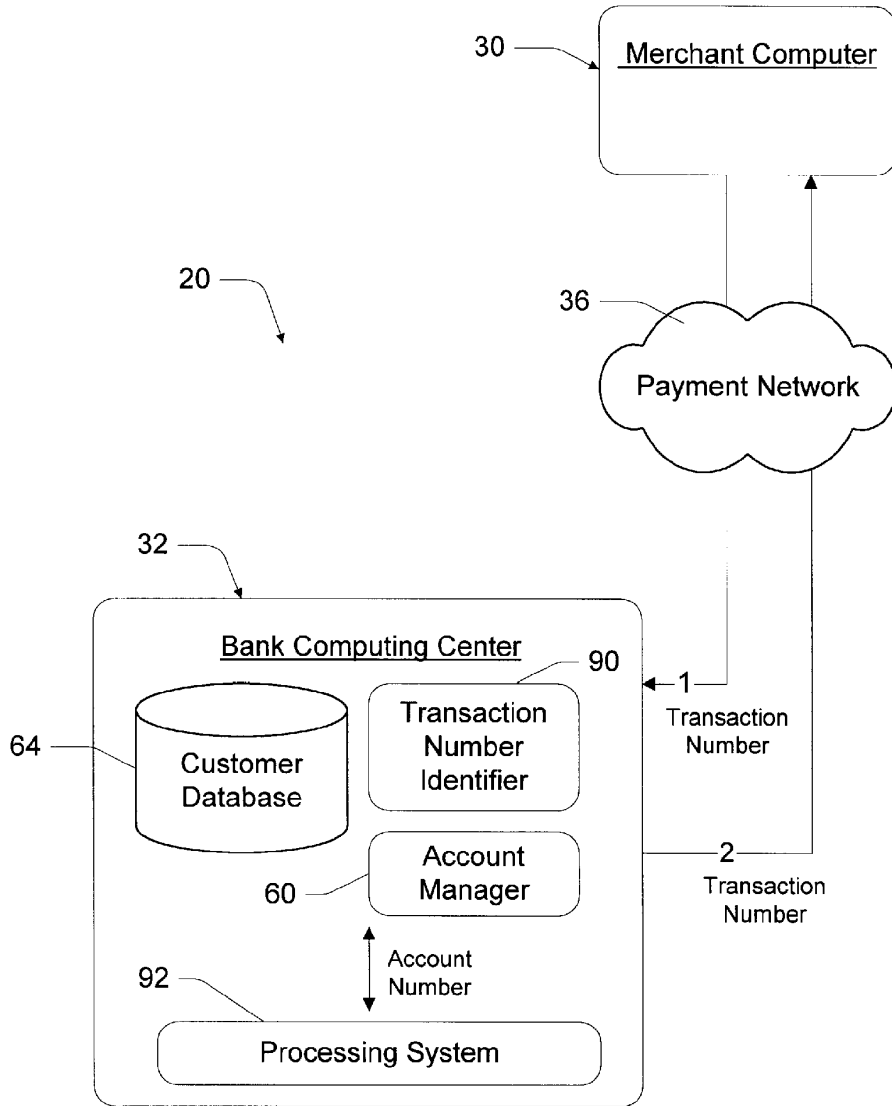 30
Merchant Computer
20
36
Payment Network
32
Bank Computing Center
90
1
Transaction
Number
64
Customer
Database
Transaction
Number
Identifier
60
Account
Manager
2
Transaction
Number
Account
Number
92
Processing System